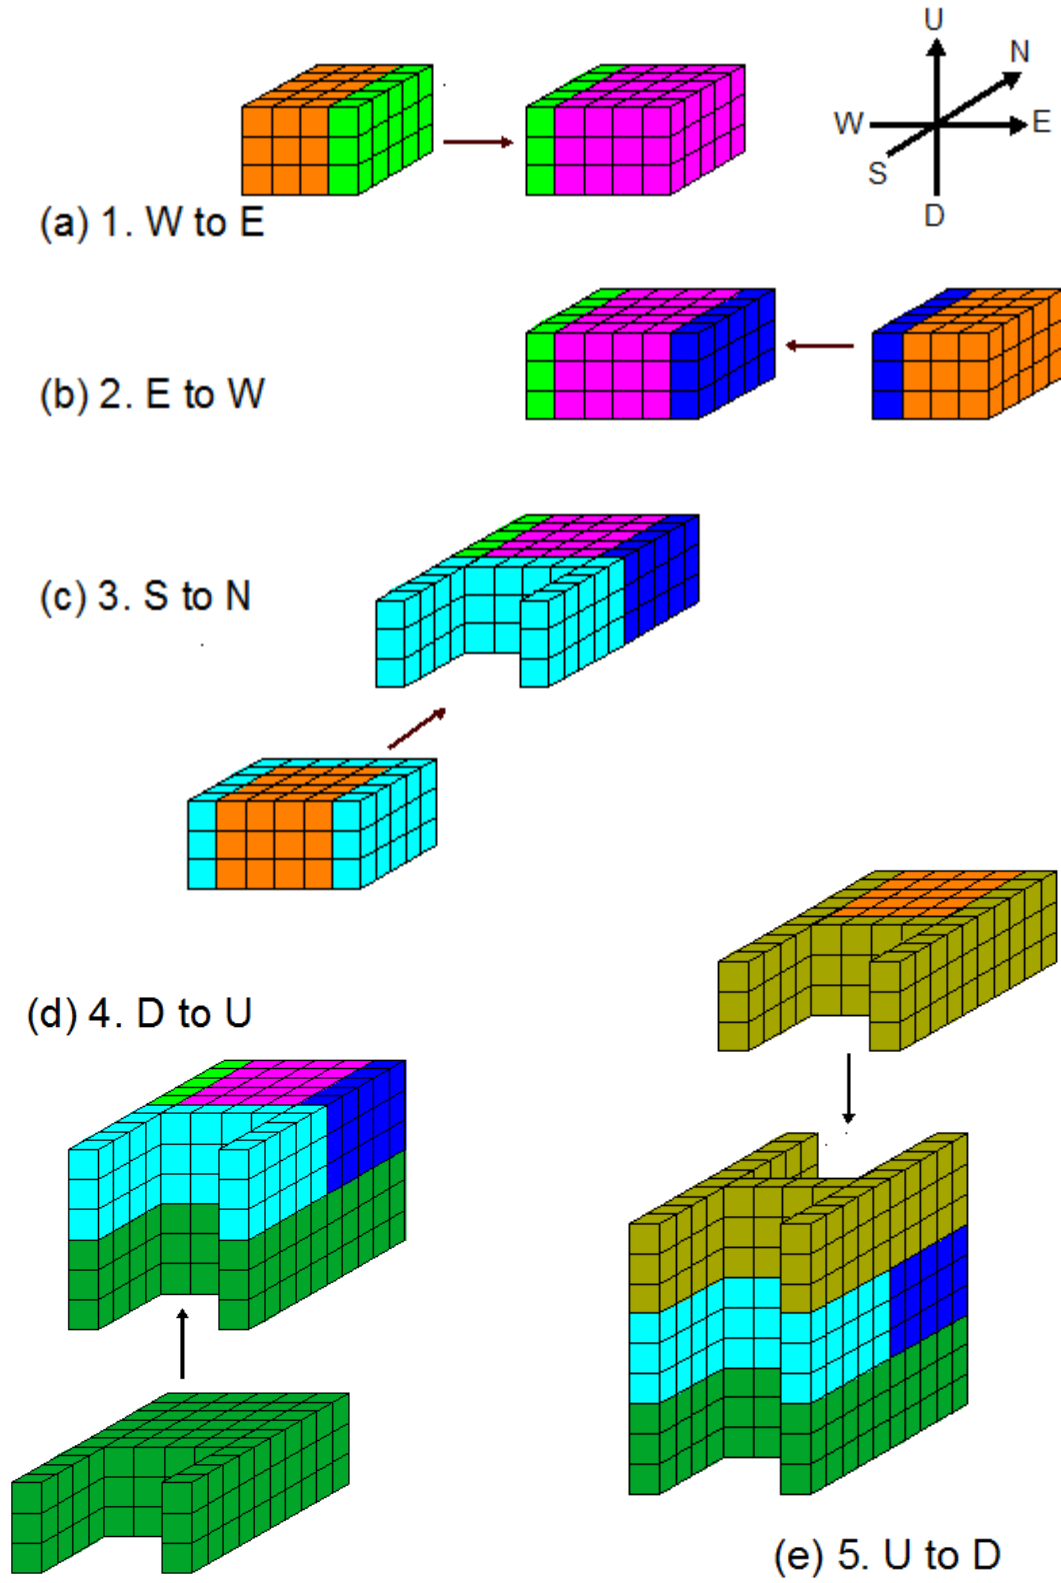 U
N
W
E
S
D
(a) 1. W to E
(b) 2. E to W
(c) 3. S to N
(d) 4. D to U
(e) 5. U to D